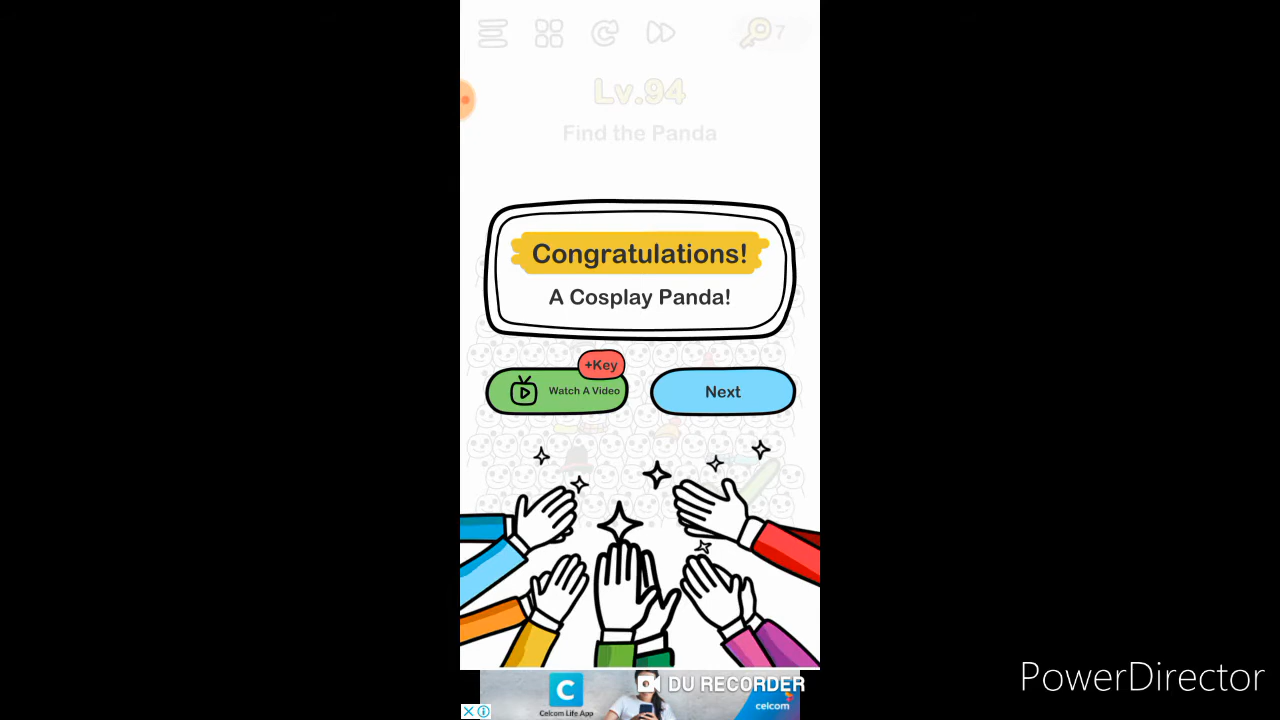 7
Lv.94
Find the Panda
Congratulations!
A Cosplay Panda!
+Key
Watch A Video
Next
C
Celcom Life App
DU RECORDER
celcom
PowerDirector